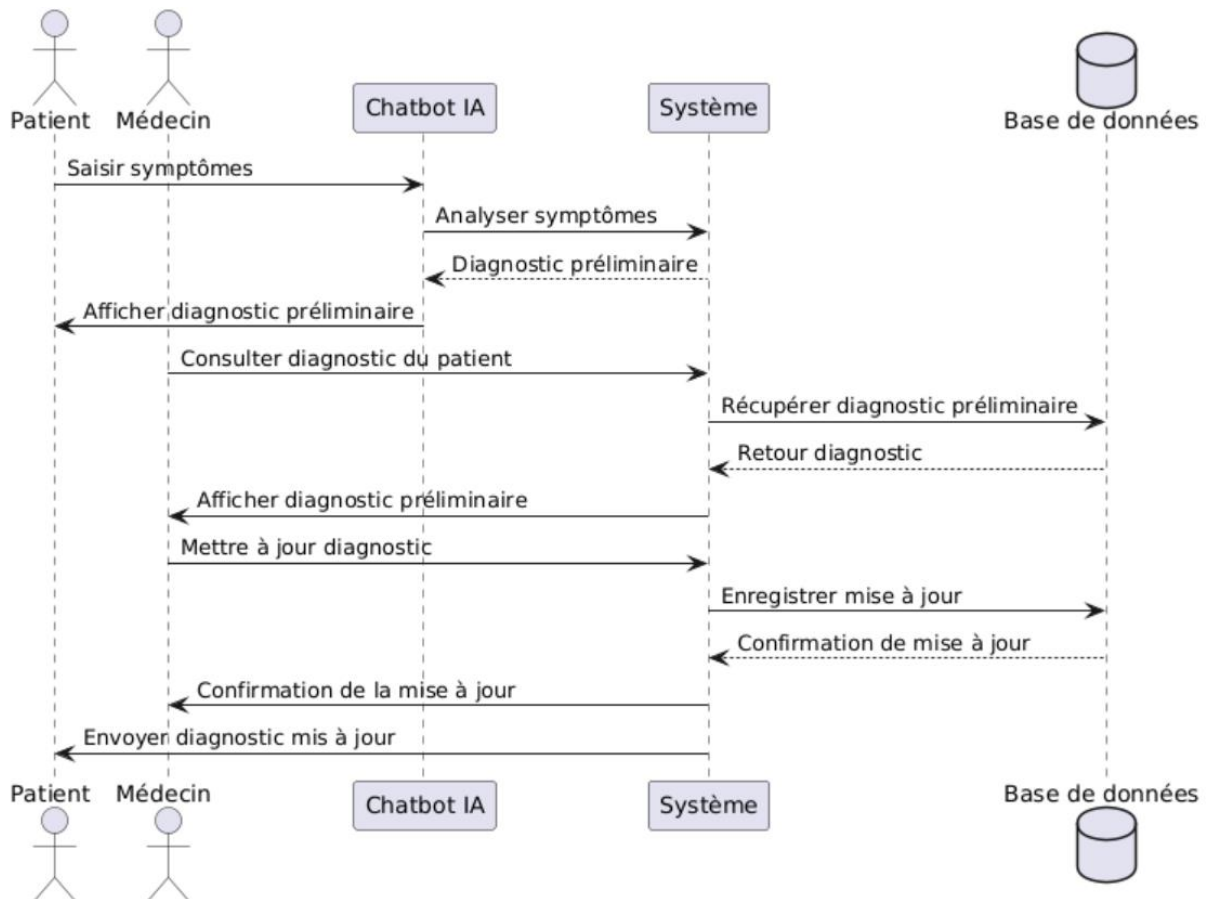 Patient Médecin Chatbot IA Système Base de données
Saisir symptômes
Analyser symptômes
Diagnostic préliminaire
Afficher diagnostic préliminaire
Consulter diagnostic du patient
Récupérer diagnostic préliminaire
Retour diagnostic
Afficher diagnostic préliminaire
Mettre à jour diagnostic
Enregistrer mise à jour
Confirmation de mise à jour
Confirmation de la mise à jour
Envoyer diagnostic mis à jour
Patient Médecin Chatbot IA Système Base de données